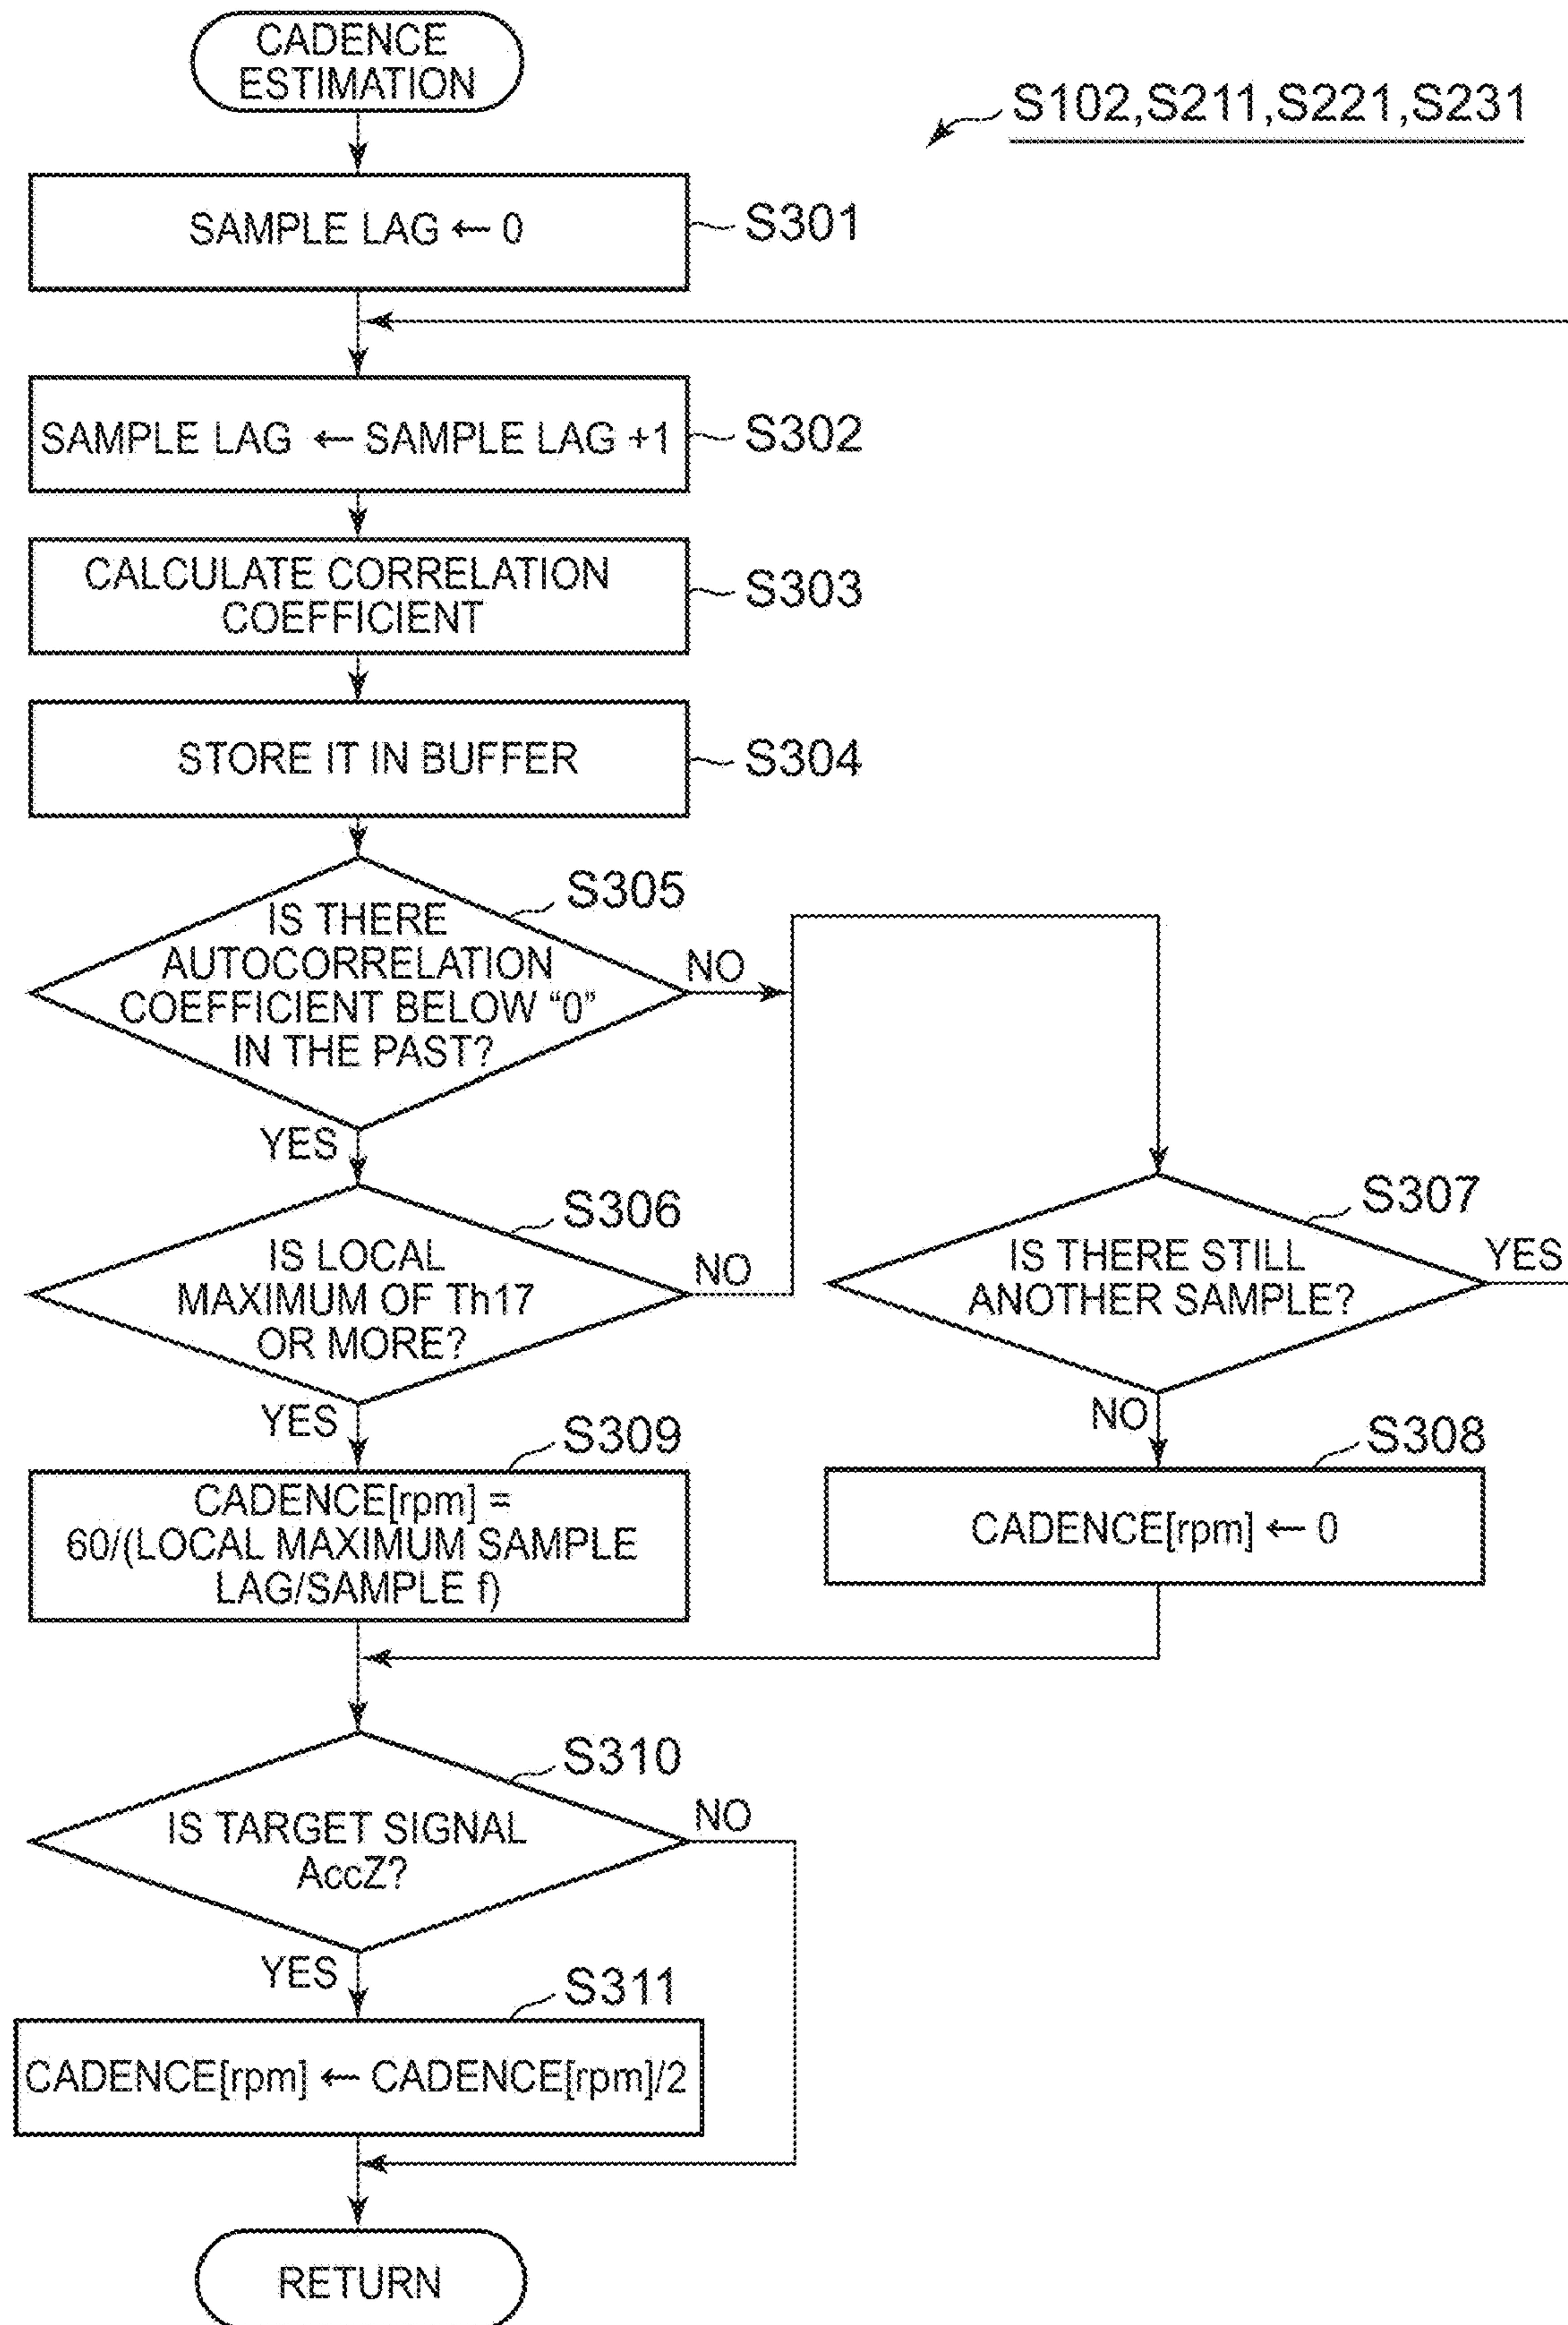 CADENCE
ESTIMATION
S102,S211,S221,S231
SAMPLE LAG ← 0
S301
SAMPLE LAG ← SAMPLE LAG +1
S302
CALCULATE CORRELATION
COEFFICIENT
S303
STORE IT IN BUFFER
S304
S305
IS THERE
AUTOCORRELATION
COEFFICIENT BELOW “0”
IN THE PAST?
NO
YES
S306
IS LOCAL
MAXIMUM OF Th17
OR MORE?
NO
YES
S307
IS THERE STILL
ANOTHER SAMPLE?
YES
NO
S309
CADENCE[rpm] =
60/(LOCAL MAXIMUM SAMPLE
LAG/SAMPLE f)
S308
CADENCE[rpm] ← 0
S310
IS TARGET SIGNAL
AccZ?
NO
YES
S311
CADENCE[rpm] ← CADENCE[rpm]/2
RETURN